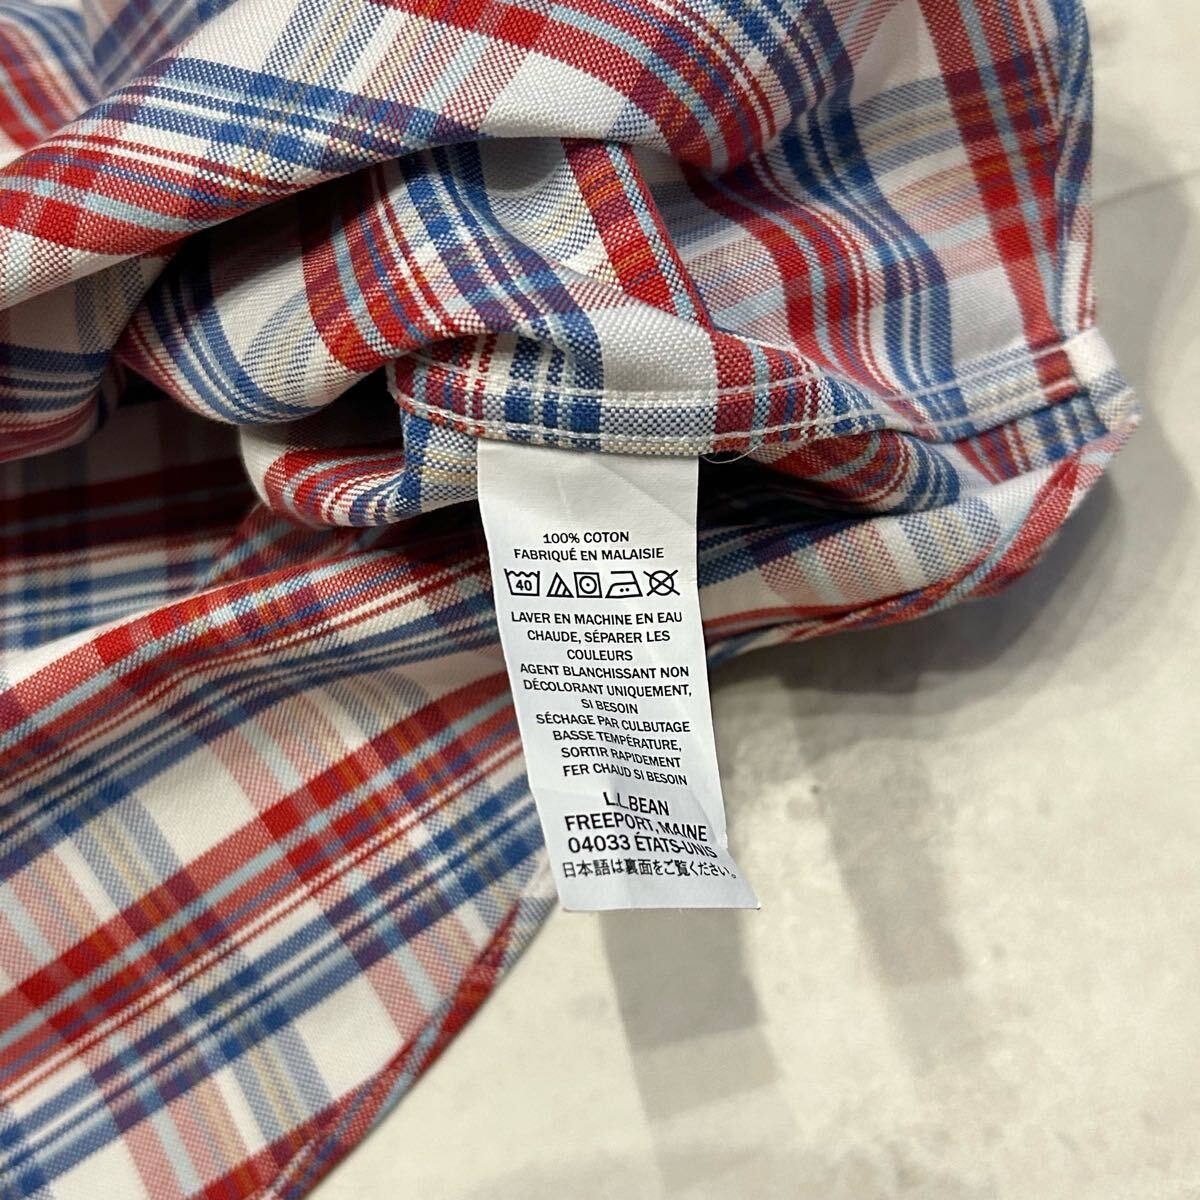 100% COTON
FABRIQUÉ EN MALAISIE
40
LAVER EN MACHINE EN EAU
CHAUDE, SÉPARER LES
COULEURS
AGENT BLANCHISSANT NON
DÉCOLORANT UNIQUEMENT,
SI BESOIN
SÉCHAGE PAR CULBUTAGE
BASSE TEMPÉRATURE,
SORTIR RAPIDEMENT
FER CHAUD SI BESOIN
L.L.BEAN
FREEPORT, MAINE
04033 ÉTATS-UNIS
日本語は裏面をご覧ください。